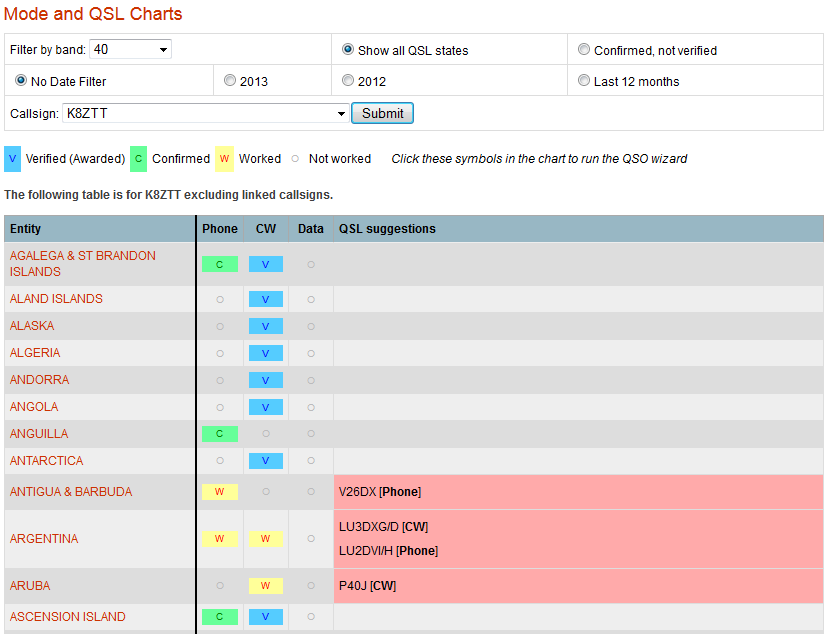 Mode and QSL Charts
Filter by band: 40 Show all QSL states Confirmed, not verified
No Date Filter 2013 2012 Last 12 months
Callsign: K8ZTT Submit
V Verified (Awarded) C Confirmed W Worked Not worked Click these symbols in the chart to run the QSO wizard
The following table is for K8ZTT excluding linked callsigns.
Entity Phone CW Data QSL suggestions
AGALEGA & ST BRANDON
ISLANDS
C V
ALAND ISLANDS V
ALASKA V
ALGERIA V
ANDORRA V
ANGOLA V
ANGUILLA C
ANTARCTICA V
ANTIGUA & BARBUDA W V26DX [Phone]
ARGENTINA W W
LU3DXG/D [CW]
LU2DVI/H [Phone]
ARUBA W P40J [CW]
ASCENSION ISLAND C V